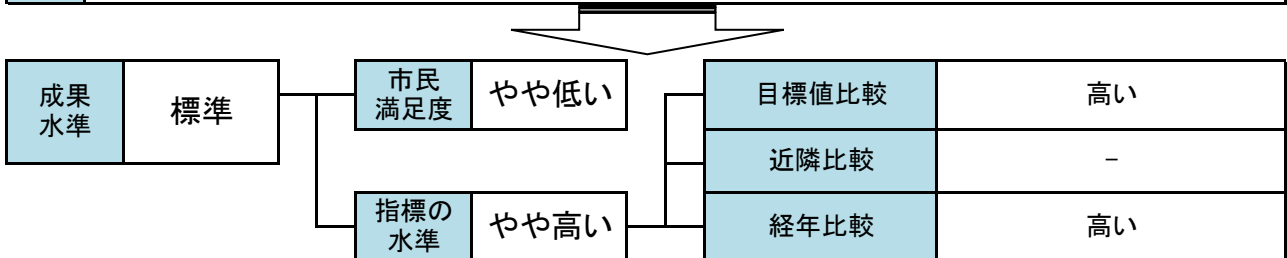 成果
水準
標準
市民
満足度
やや低い
指標の
水準
やや高い
目標値比較
高い
近隣比較
－
経年比較
高い